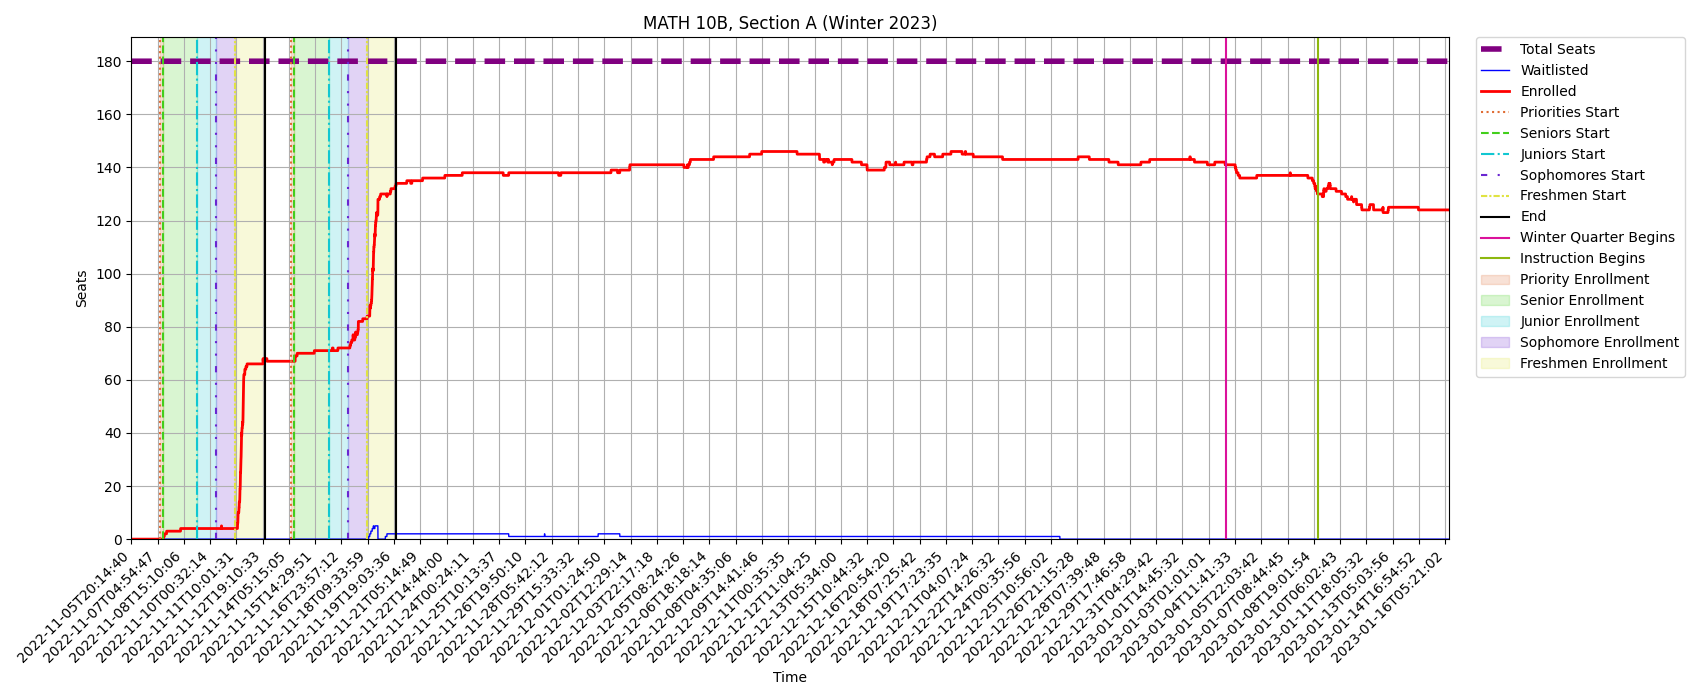 MATH 10B, Section A (Winter 2023)
Seats
180
160
140
120
100
80
60
40
20
0
2022-11-05T20:14:40
2022-11-07T04:54:47
2022-11-08T15:10:06
2022-11-10T00:32:14
2022-11-11T10:01:31
2022-11-12T19:10:33
2022-11-14T05:15:05
2022-11-15T14:29:51
2022-11-16T23:57:12
2022-11-18T09:33:59
2022-11-19T19:03:36
2022-11-21T05:14:49
2022-11-22T14:44:00
2022-11-24T00:24:11
2022-11-25T10:13:37
2022-11-26T19:50:10
2022-11-28T05:42:12
2022-11-29T15:33:32
2022-12-01T01:24:50
2022-12-02T12:29:14
2022-12-03T22:17:18
2022-12-05T08:24:26
2022-12-06T18:18:14
2022-12-08T04:35:06
2022-12-09T14:41:46
2022-12-11T00:35:35
2022-12-12T11:04:25
2022-12-13T05:34:00
2022-12-15T10:44:32
2022-12-16T20:54:20
2022-12-18T07:25:42
2022-12-19T17:23:35
2022-12-21T04:07:24
2022-12-22T14:26:32
2022-12-24T00:35:56
2022-12-25T10:56:02
2022-12-26T21:15:28
2022-12-28T07:39:48
2022-12-29T17:46:58
2022-12-31T04:29:42
2023-01-01T14:45:32
2023-01-03T01:01:01
2023-01-04T11:41:33
2023-01-05T22:03:42
2023-01-07T08:44:45
2023-01-08T19:01:54
2023-01-10T06:02:43
2023-01-11T18:05:32
2023-01-13T05:03:56
2023-01-14T16:54:52
2023-01-16T05:21:02
Time
Total Seats
Waitlisted
Enrolled
Priorities Start
Seniors Start
Juniors Start
Sophomores Start
Freshmen Start
End
Winter Quarter Begins
Instruction Begins
Priority Enrollment
Senior Enrollment
Junior Enrollment
Sophomore Enrollment
Freshmen Enrollment